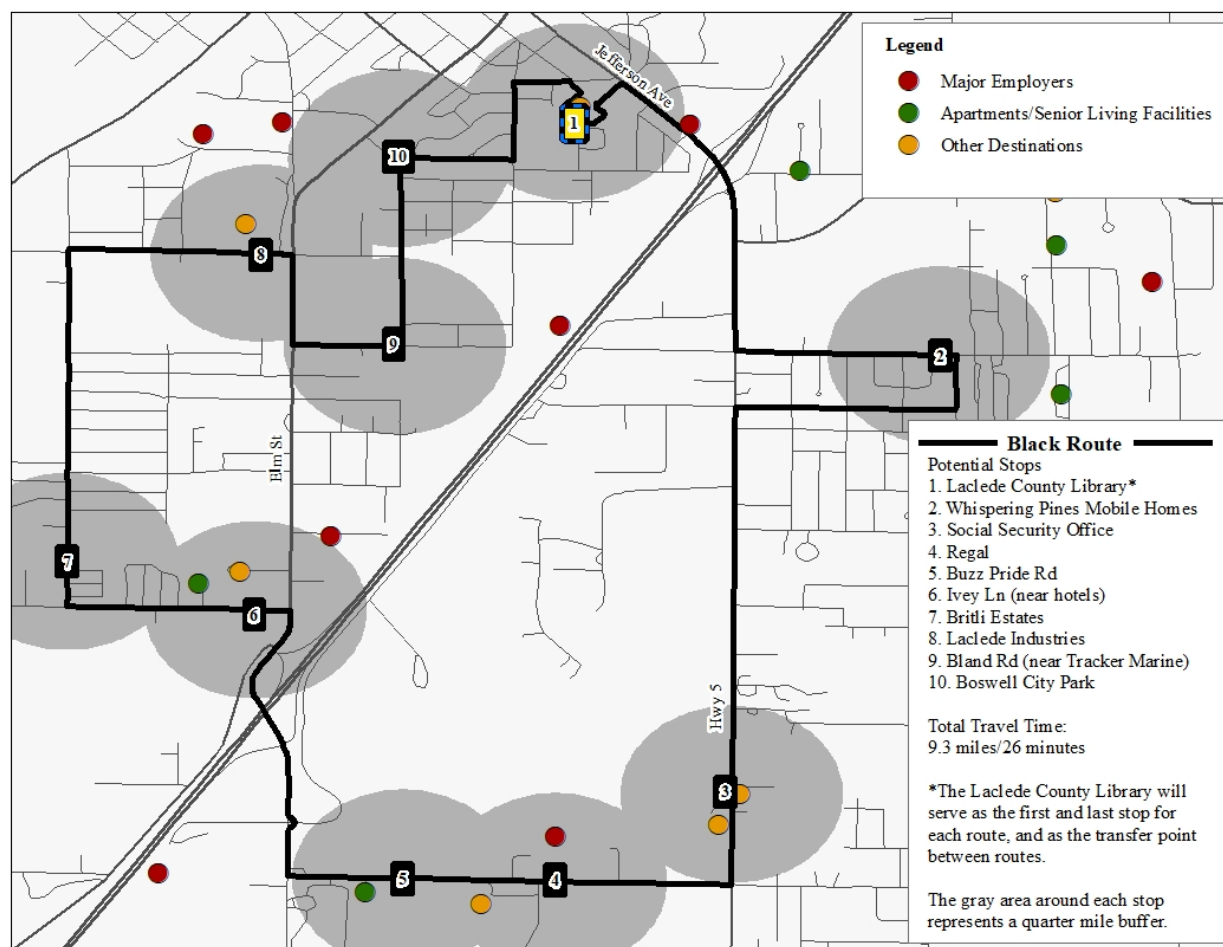 Legend
Major Employers
Apartments/Senior Living Facilities
Other Destinations
Jefferson Ave
1
10
8
9
2
Elm St
7
6
Hwy 5
3
5
4
Black Route
Potential Stops
1. Laclede County Library*
2. Whispering Pines Mobile Homes
3. Social Security Office
4. Regal
5. Buzz Pride Rd
6. Ivey Ln (near hotels)
7. Britli Estates
8. Laclede Industries
9. Bland Rd (near Tracker Marine)
10. Boswell City Park
Total Travel Time:
9.3 miles/26 minutes
*The Laclede County Library will
serve as the first and last stop for
each route, and as the transfer point
between routes.
The gray area around each stop
represents a quarter mile buffer.